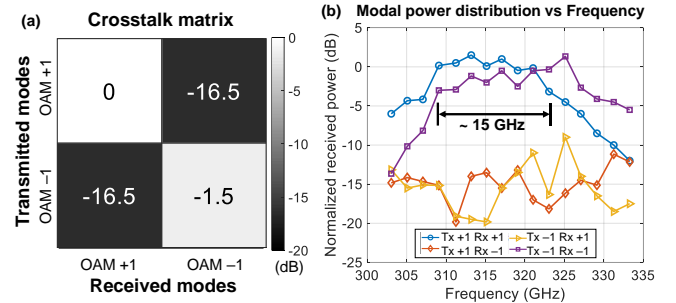 (a)
Crosstalk matrix
Transmitted modes
OAM +1
OAM –1
0
-16.5
-16.5
-1.5
OAM +1
OAM –1
Received modes
0
-5
-10
-15
-20
(dB)
(b)
Modal power distribution vs Frequency
Normalized received power (dB)
5
0
-5
-10
-15
-20
-25
~ 15 GHz
Tx +1 Rx +1
Tx -1 Rx +1
Tx +1 Rx -1
Tx -1 Rx -1
300
305
310
315
320
325
330
335
Frequency (GHz)